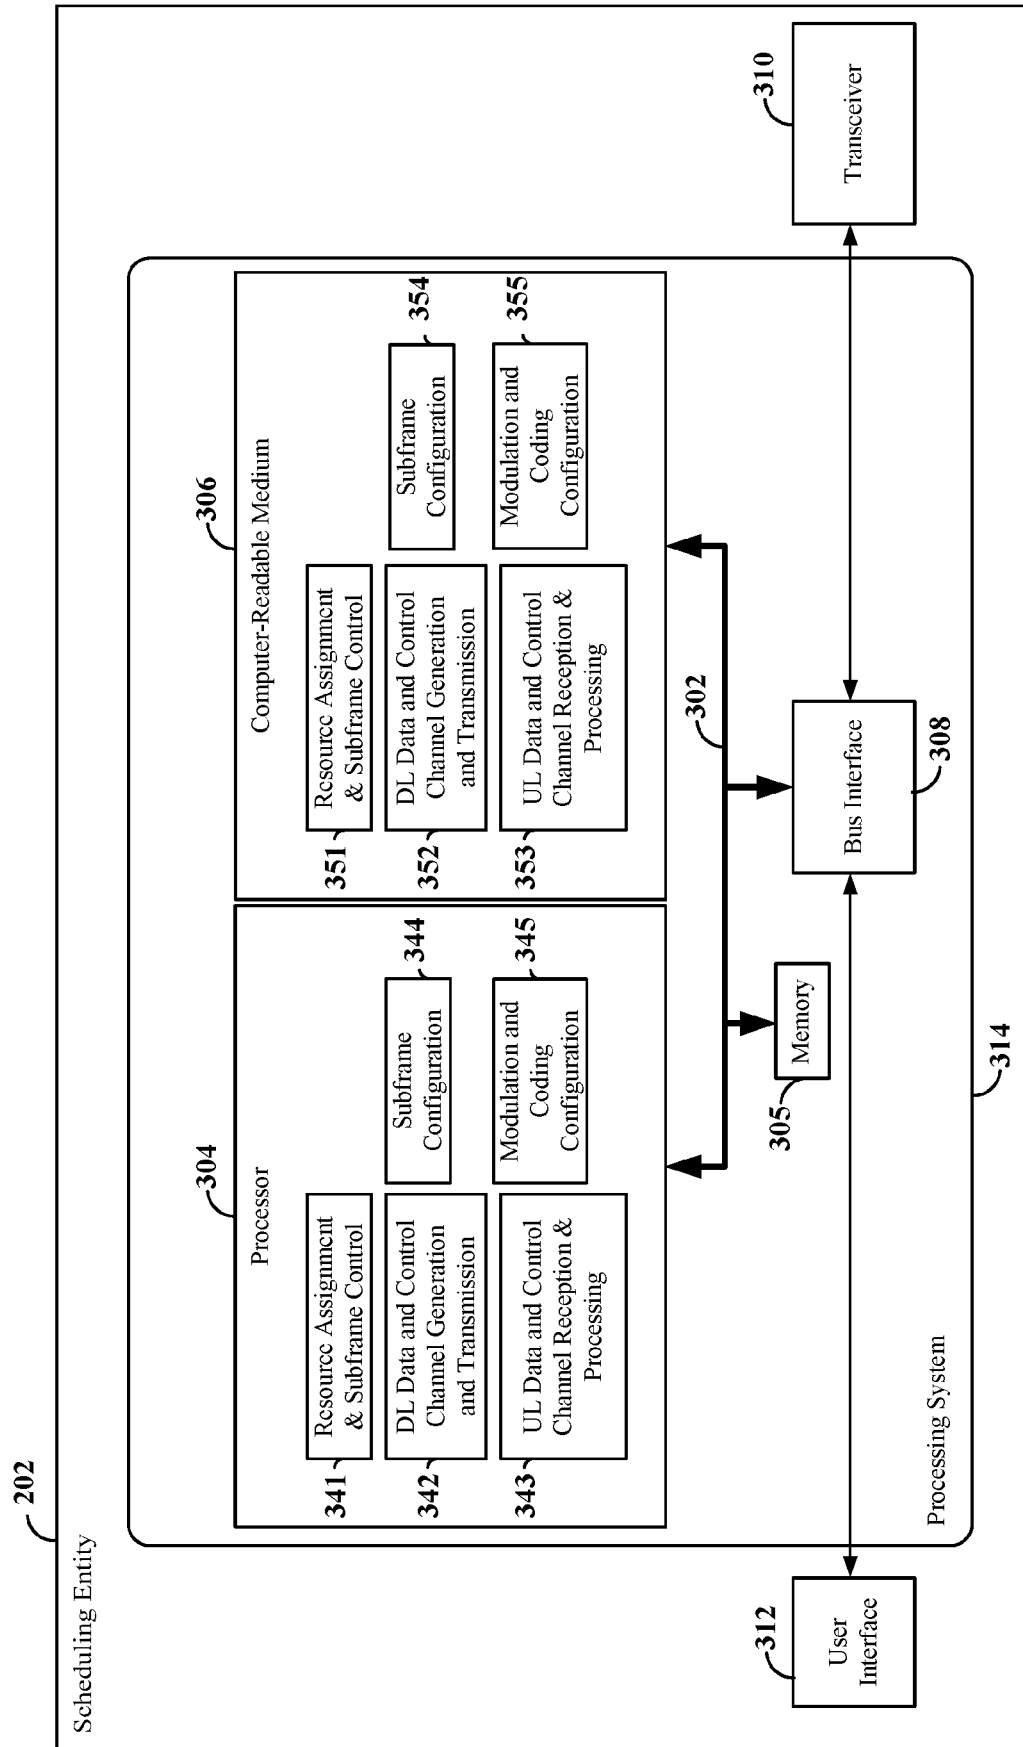 202
Scheduling Entity
304
Processor
341
Resource Assignment
& Subframe Control
342
DL Data and Control
Channel Generation
and Transmission
343
UL Data and Control
Channel Reception &
Processing
344
Subframe
Configuration
345
Modulation and
Coding
Configuration
306
Computer-Readable Medium
351
Resource Assignment
& Subframe Control
352
DL Data and Control
Channel Generation
and Transmission
353
UL Data and Control
Channel Reception &
Processing
354
Subframe
Configuration
355
Modulation and
Coding
Configuration
302
305
Memory
312
User
Interface
Bus Interface
308
310
Transceiver
Processing System
314